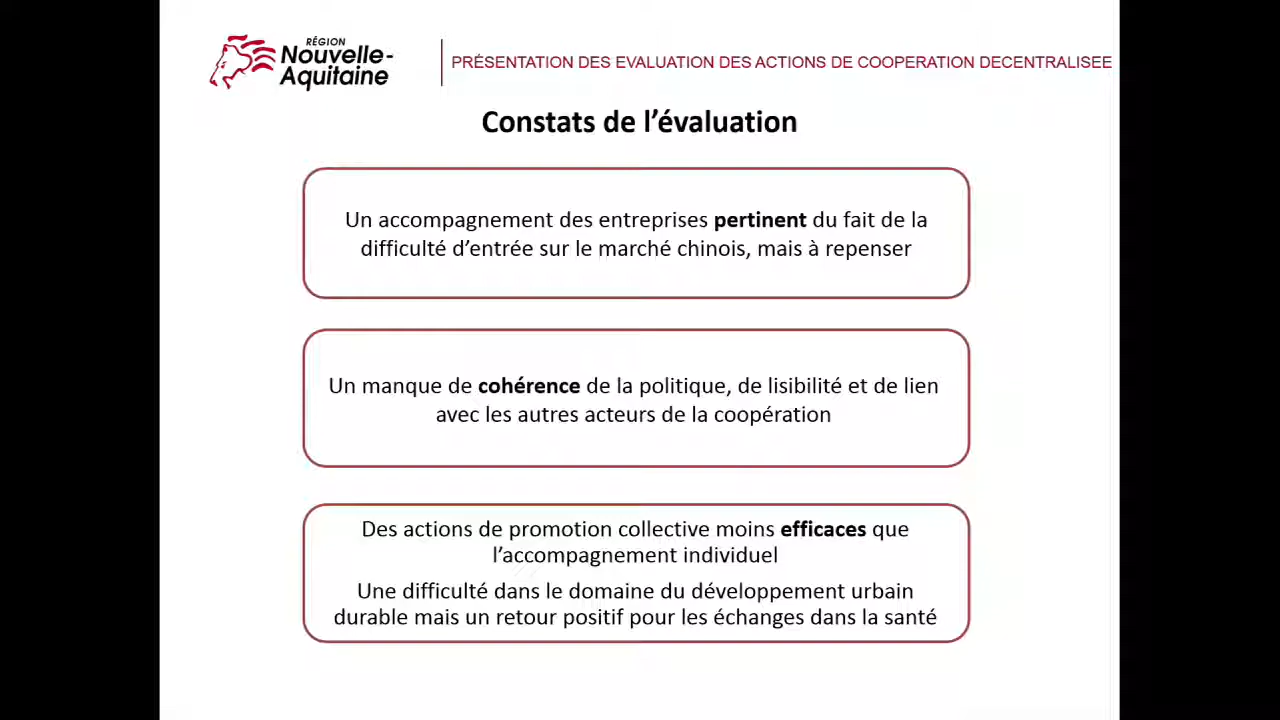 RÉGION
Nouvelle-
Aquitaine
PRÉSENTATION DES EVALUATION DES ACTIONS DE COOPERATION DECENTRALISEE
Constats de l’évaluation
Un accompagnement des entreprises pertinent du fait de la
difficulté d’entrée sur le marché chinois, mais à repenser
Un manque de cohérence de la politique, de lisibilité et de lien
avec les autres acteurs de la coopération
Des actions de promotion collective moins efficaces que
l’accompagnement individuel
Une difficulté dans le domaine du développement urbain
durable mais un retour positif pour les échanges dans la santé